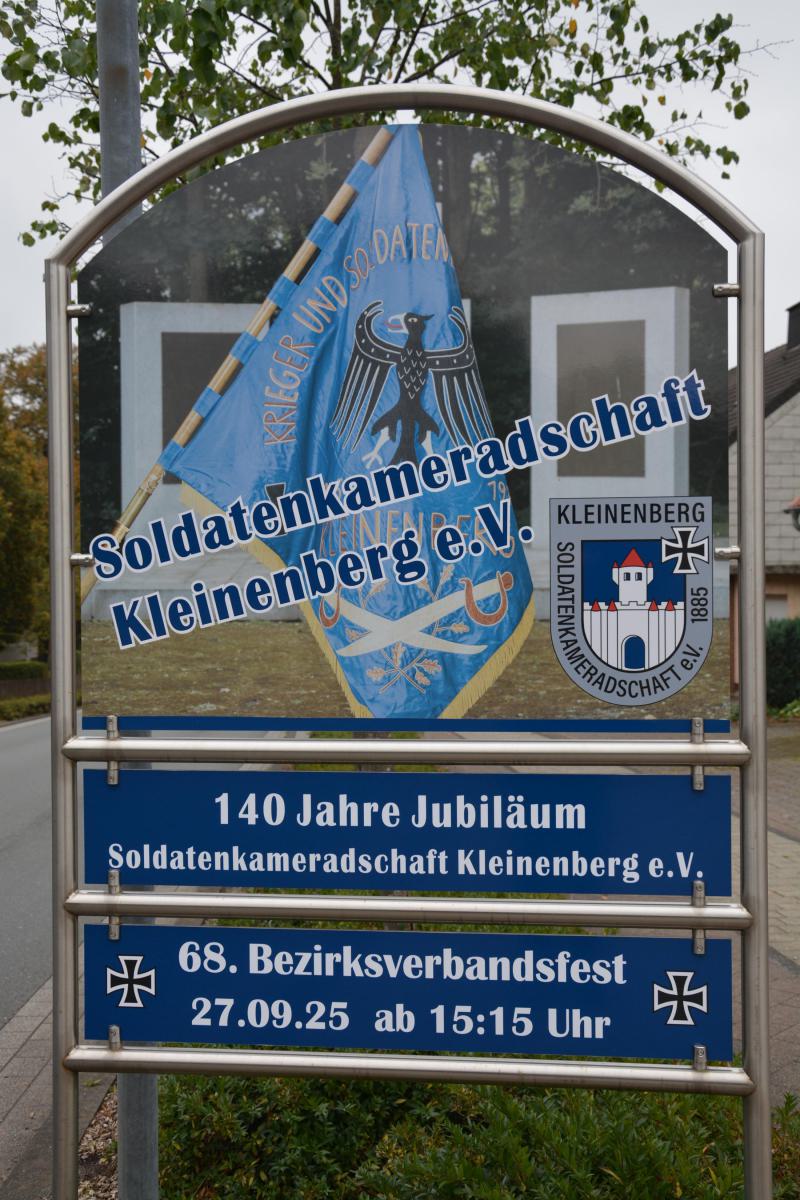 KRIEGER UND SOLDATEN
Soldatenkameradschaft
KLEINENBERG
Kleinenberg e.V.
KLEINENBERG
SOLDATENKAMERADSCHAFT e.V. 1885
140 Jahre Jubiläum
Soldatenkameradschaft Kleinenberg e.V.
68. Bezirksverbandsfest
27.09.25 ab 15:15 Uhr